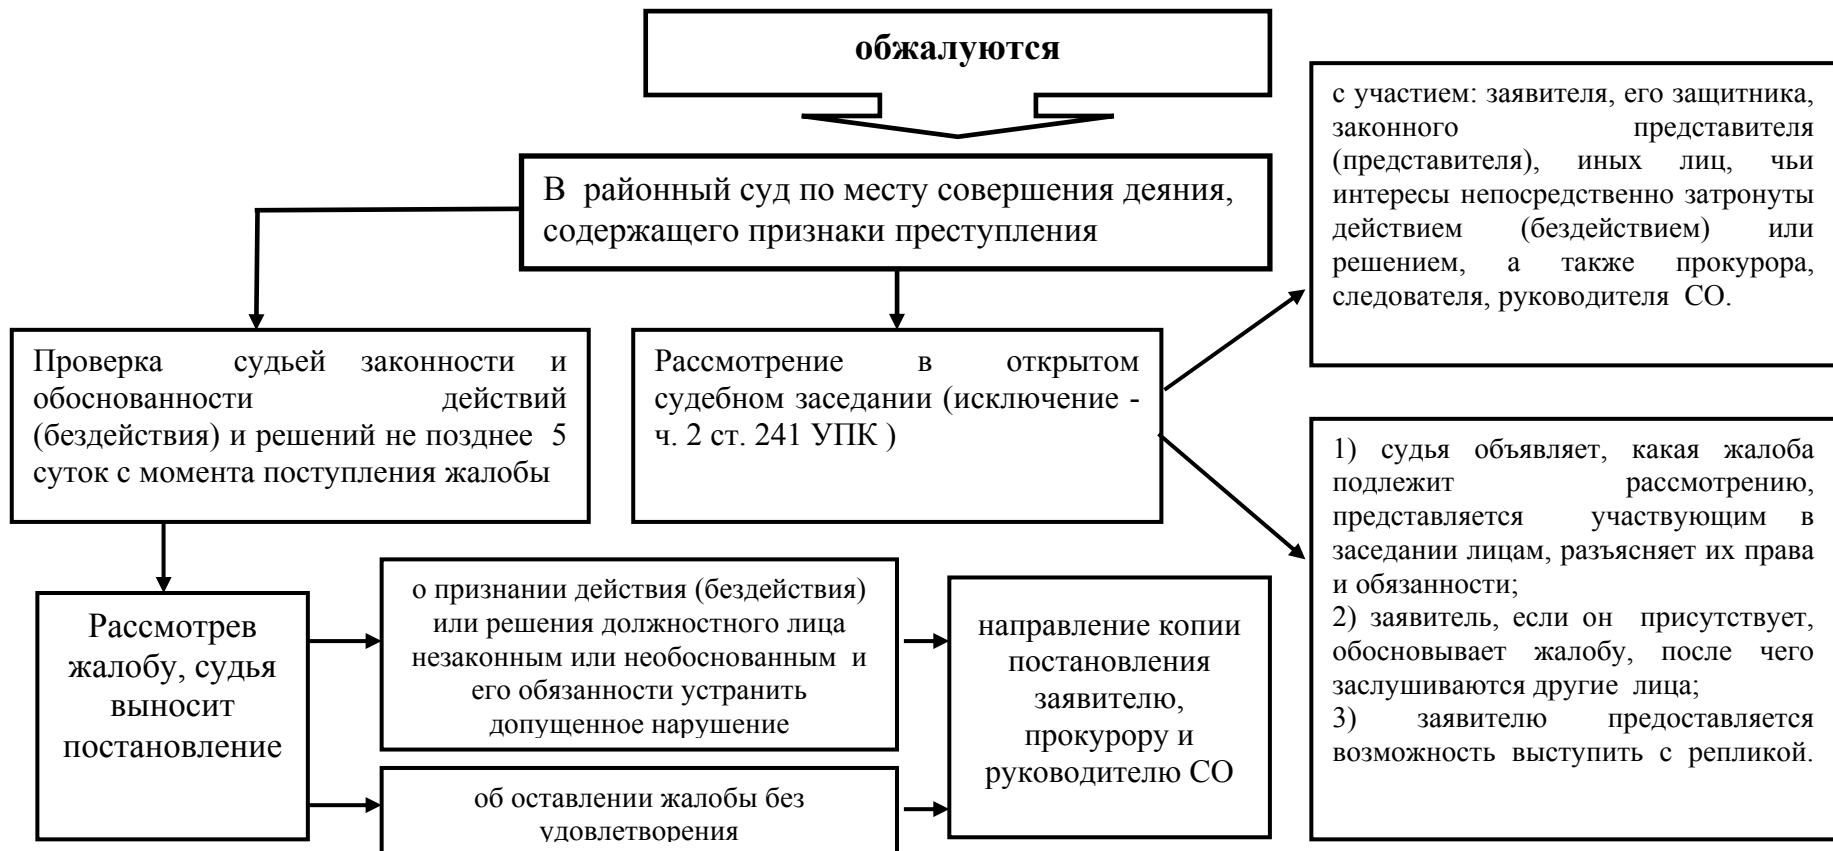 обжалуются
В районный суд по месту совершения деяния,
содержащего признаки преступления
с участием: заявителя, его защитника,
законного представителя
(представителя), иных лиц, чьи
интересы непосредственно затронуты
действием (бездействием) или
решением, а также прокурора,
следователя, руководителя СО.
Проверка судьей законности и
обоснованности действий
(бездействия) и решений не позднее 5
суток с момента поступления жалобы
Рассмотрение в открытом
судебном заседании (исключение -
ч. 2 ст. 241 УПК )
1) судья объявляет, какая жалоба
подлежит рассмотрению,
представляется участвующим в
заседании лицам, разъясняет их права
и обязанности;
2) заявитель, если он присутствует,
обосновывает жалобу, после чего
заслушиваются другие лица;
3) заявителю предоставляется
возможность выступить с репликой.
Рассмотрев
жалобу, судья
выносит
постановление
о признании действия (бездействия)
или решения должностного лица
незаконным или необоснованным и
его обязанности устранить
допущенное нарушение
об оставлении жалобы без
удовлетворения
направление копии
постановления
заявителю,
прокурору и
руководителю СО